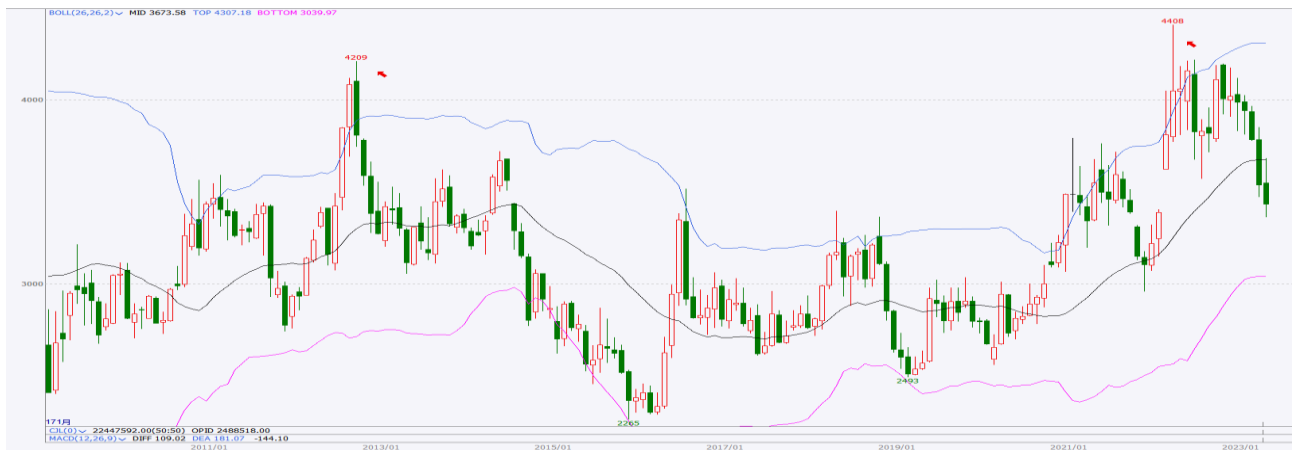 BOLL(26,26,2) MID 3673.58 TOP 4307.18 BOTTOM 3039.97
4408
4209
4000
3000
2493
2265
171月
CJL(0) 22447592.00(50:50) OPID 2488518.00
MACD(12,26,9) DIFF 109.02 DEA 181.07 -144.10
2011/01 2013/01 2015/01 2017/01 2019/01 2021/01 2023/01